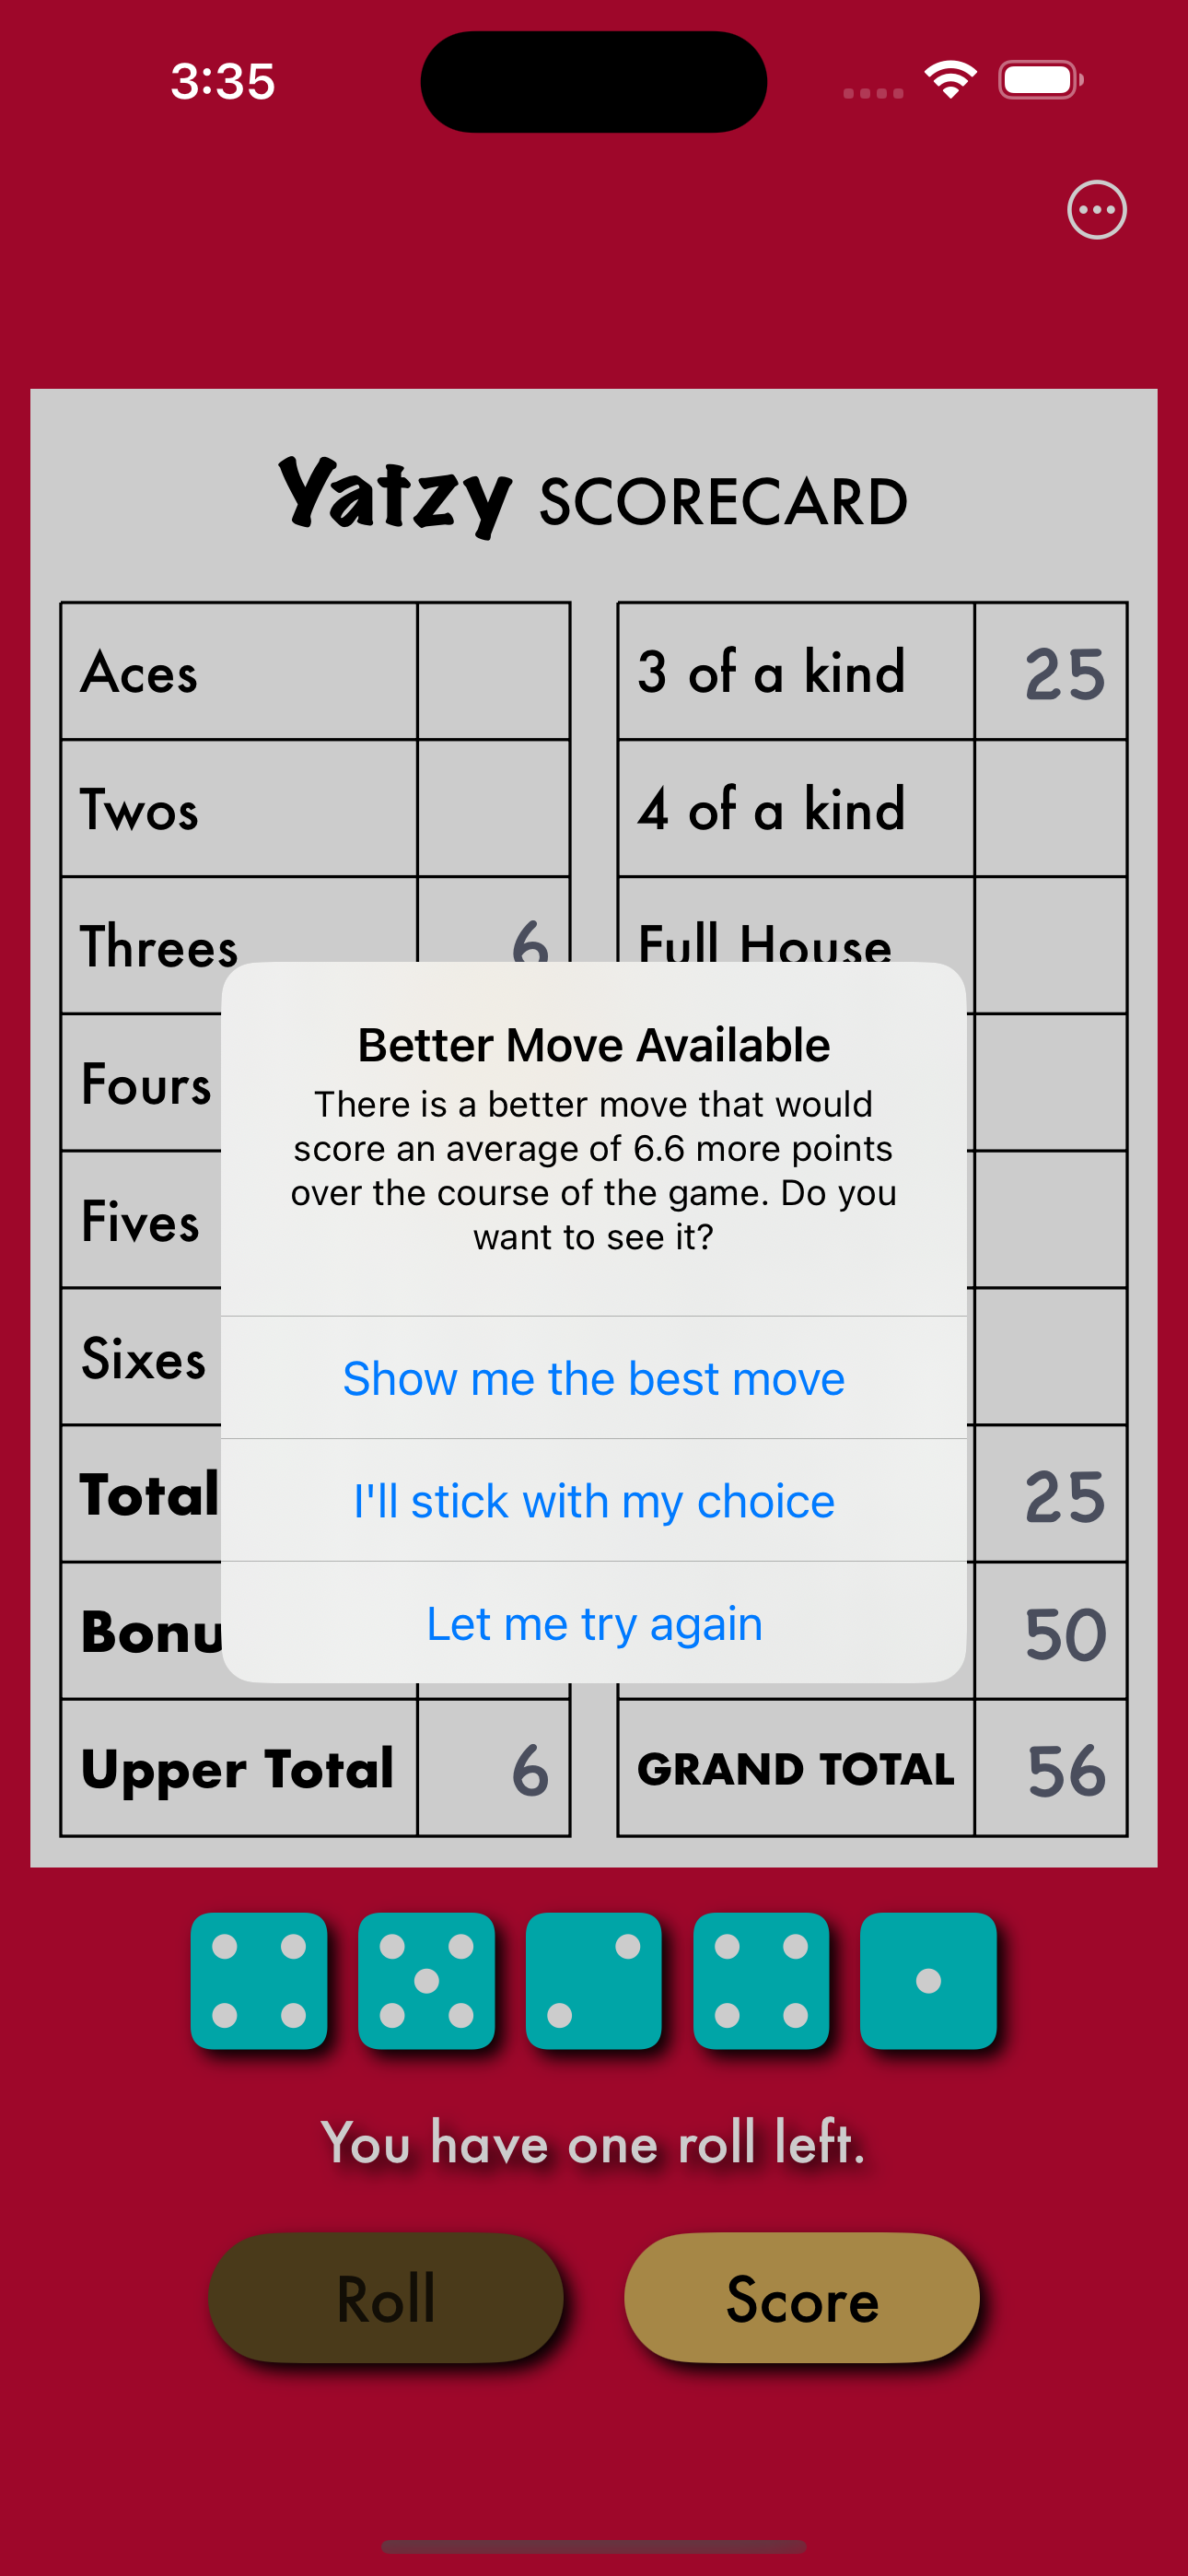 3:35
Yatzy SCORECARD
Aces
3 of a kind 25
Twos
4 of a kind
Threes 6
Full House
Better Move Available
There is a better move that would
score an average of 6.6 more points
over the course of the game. Do you
want to see it?
Show me the best move
I'll stick with my choice
Let me try again
Fours
Fives
Sixes
Total
25
Bonu
50
Upper Total 6
GRAND TOTAL 56
You have one roll left.
Roll
Score